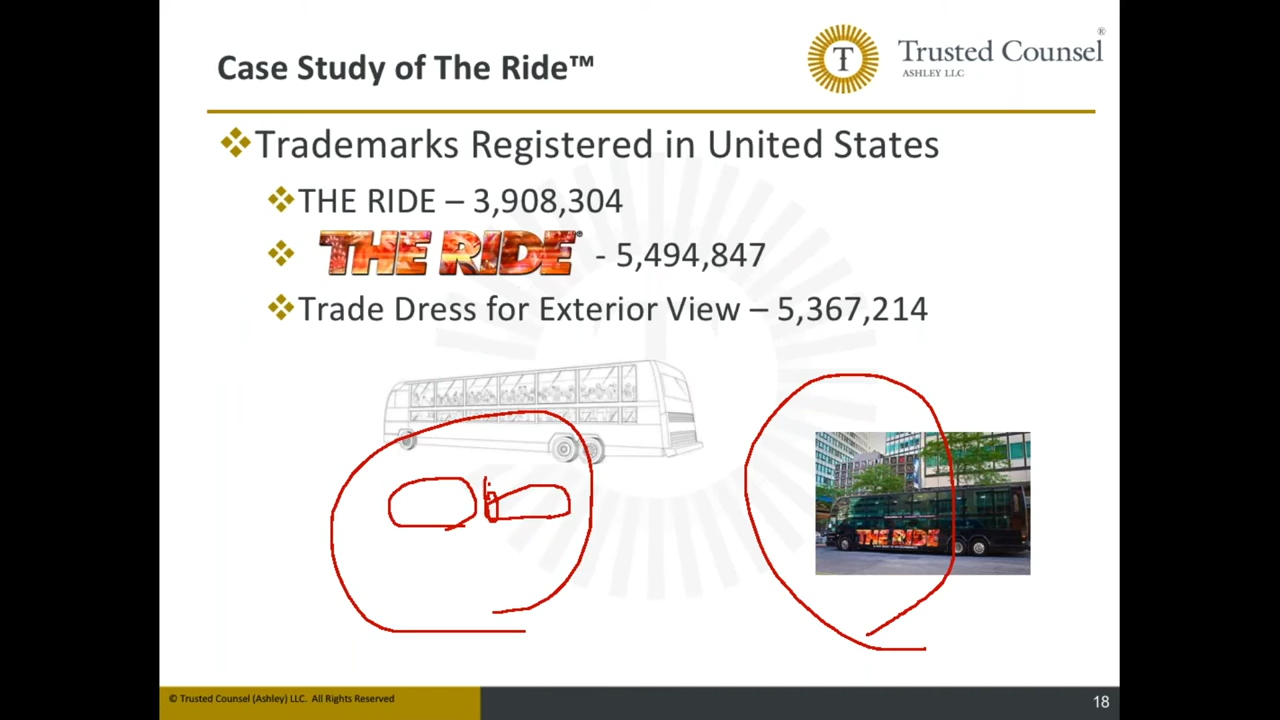 Case Study of The Ride™
T
Trusted Counsel®
ASHLEY LLC
Trademarks Registered in United States
THE RIDE – 3,908,304
THE RIDE® - 5,494,847
Trade Dress for Exterior View – 5,367,214
THE RIDE
© Trusted Counsel (Ashley) LLC. All Rights Reserved
18